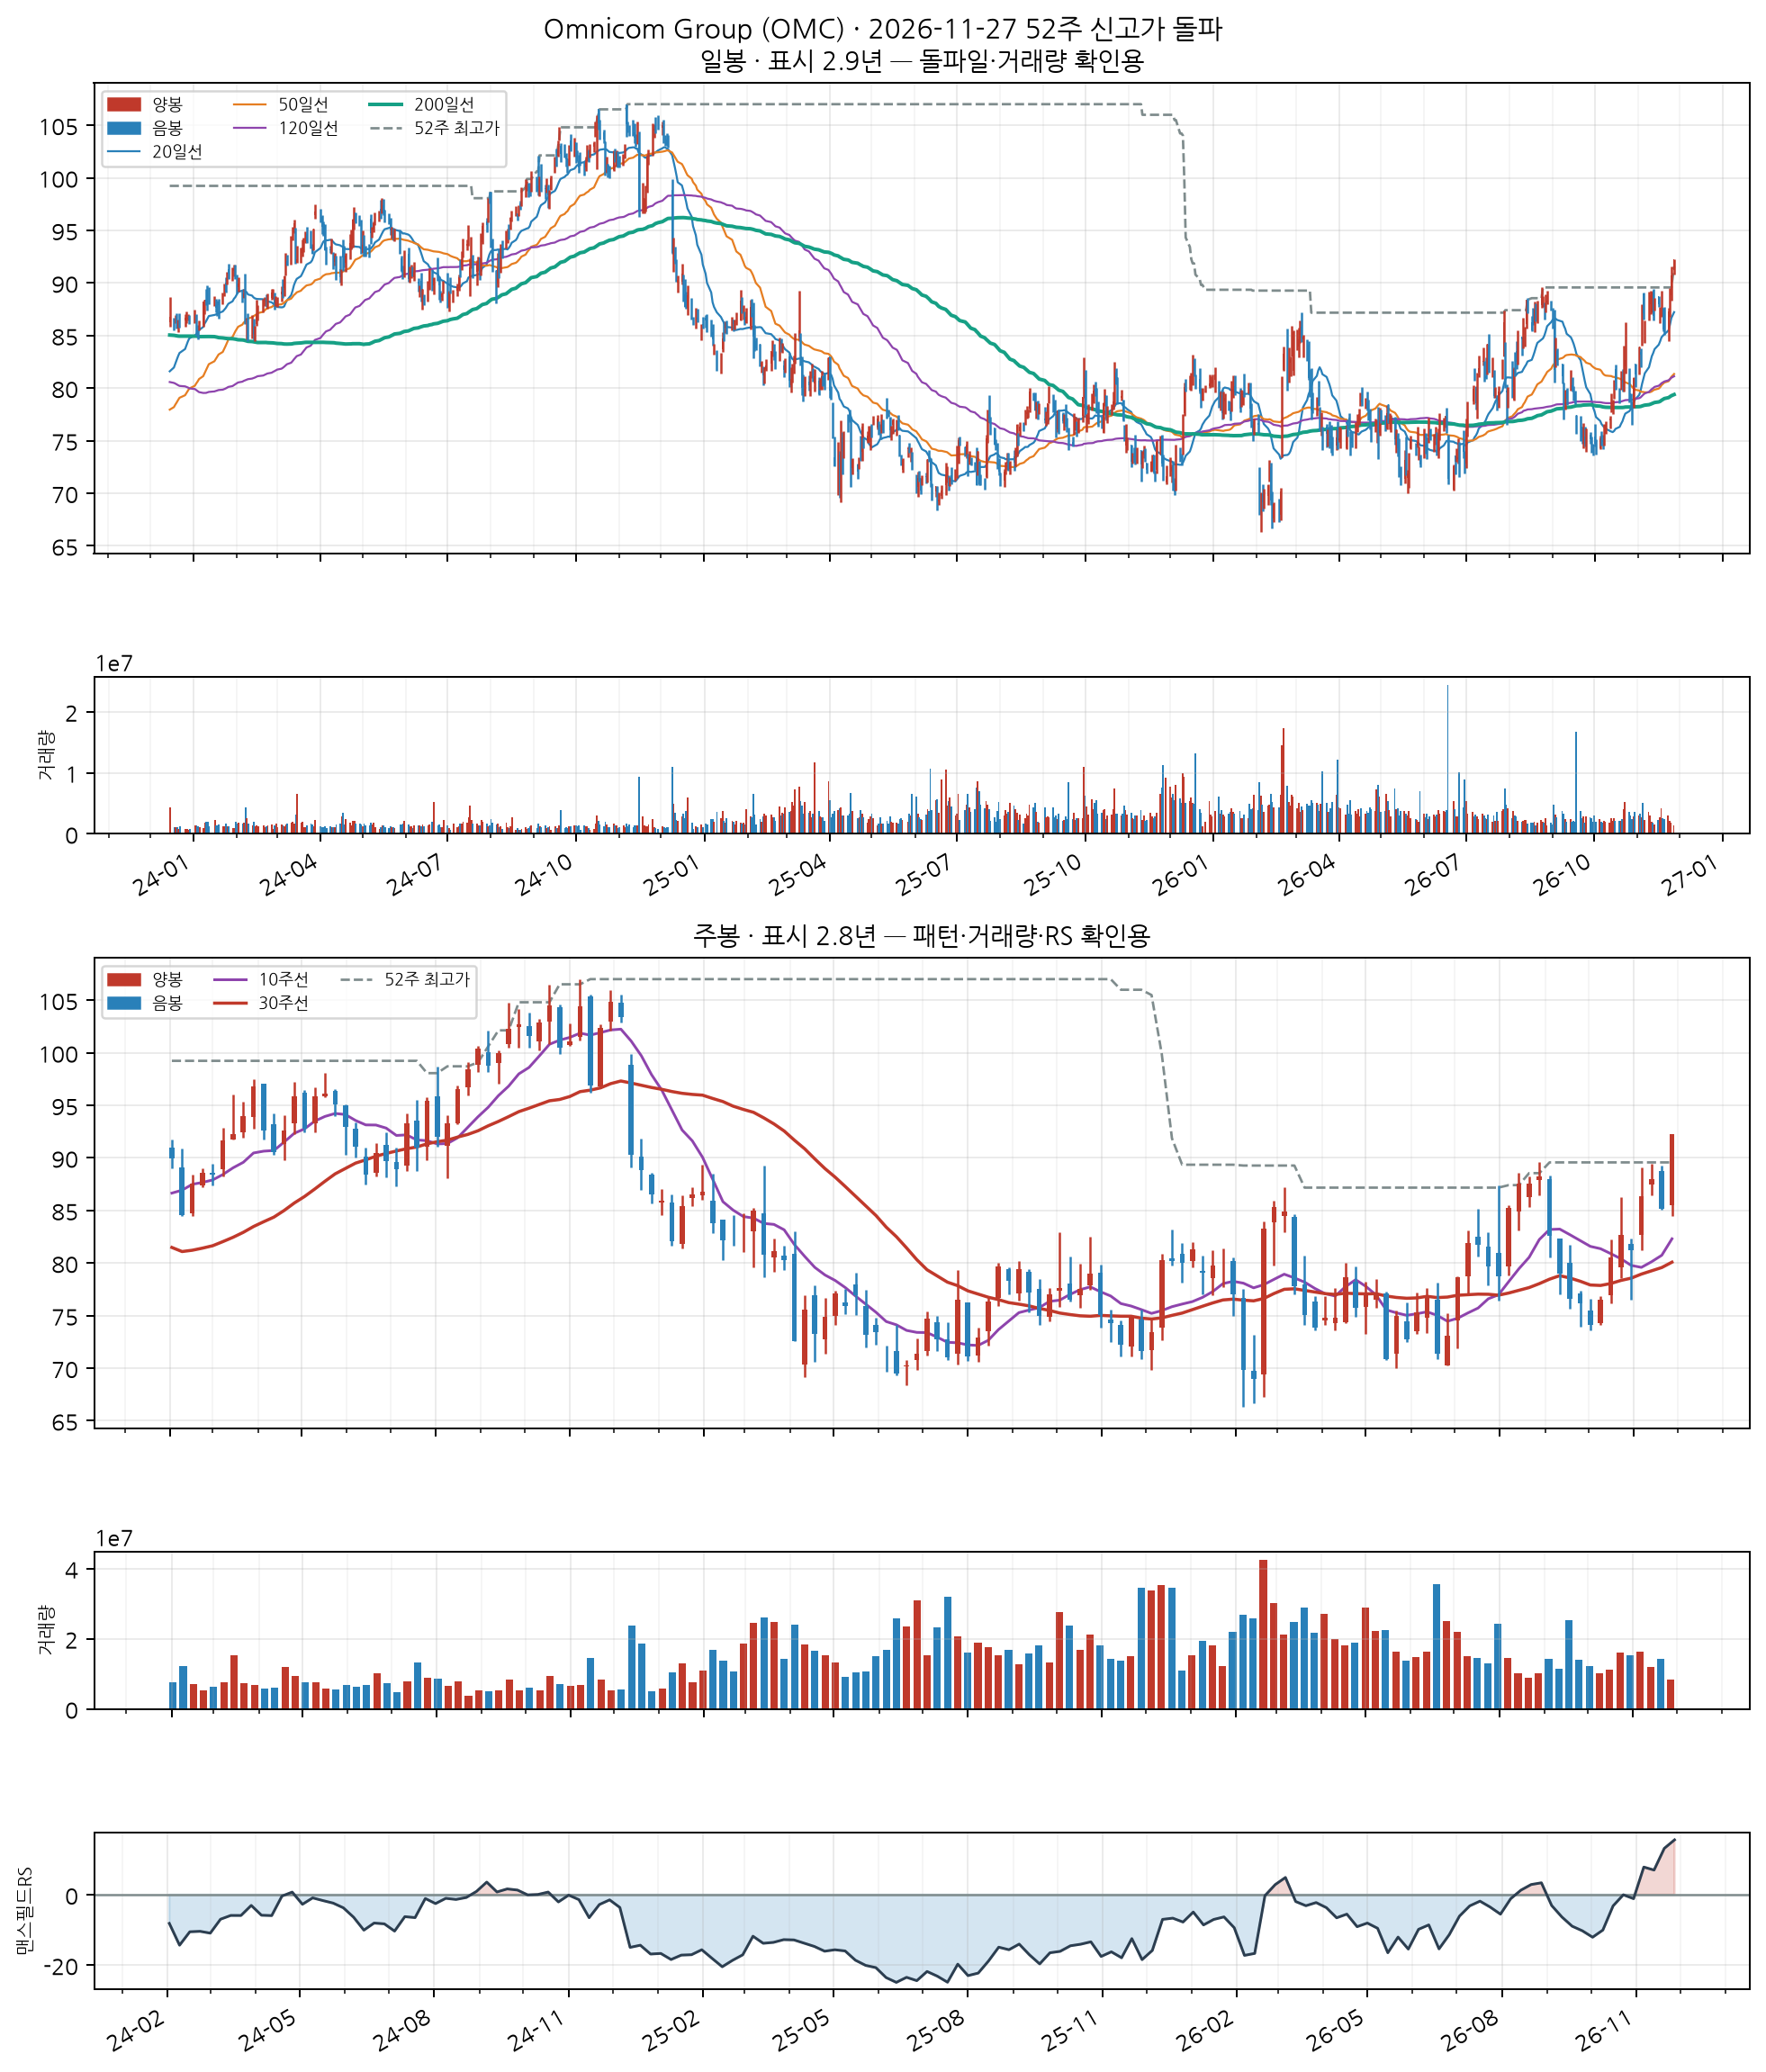 Omnicom Group (OMC) · 2026-11-27 52주 신고가 돌파
일봉 · 표시 2.9년 — 돌파일·거래량 확인용
양봉 50일선 200일선
음봉 120일선 52주 최고가
20일선
105
100
95
90
85
80
75
70
65
1e7
거래량
2
1
0
24-01 24-04 24-07 24-10 25-01 25-04 25-07 25-10 26-01 26-04 26-07 26-10 27-01
주봉 · 표시 2.8년 — 패턴·거래량·RS 확인용
양봉 10주선 52주 최고가
음봉 30주선
105
100
95
90
85
80
75
70
65
1e7
거래량
4
2
0
맨스필드RS
0
-20
24-02 24-05 24-08 24-11 25-02 25-05 25-08 25-11 26-02 26-05 26-08 26-11